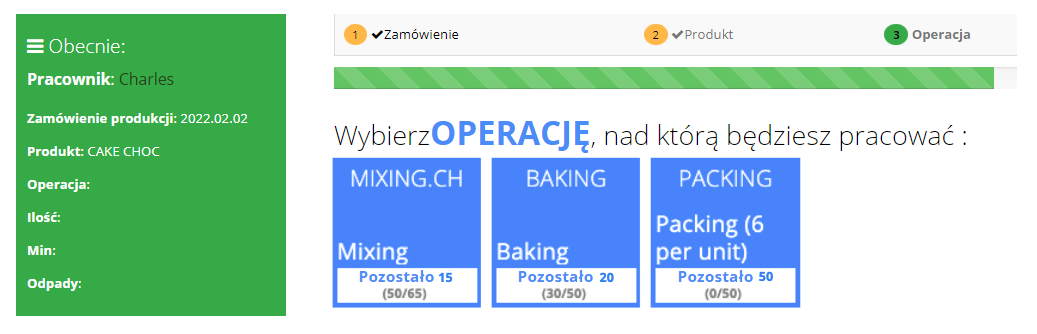 Obecnie:
Pracownik: Charles
Zamówienie produkcji: 2022.02.02
Produkt: CAKE CHOC
Operacja:
Ilość:
Min:
Odpady:
1 Zamówienie
2 Produkt
3 Operacja
WybierzOPERACJĘ, nad którą będziesz pracować :
MIXING.CH
Mixing
Pozostało 15
(50/65)
BAKING
Baking
Pozostało 20
(30/50)
PACKING
Packing (6
per unit)
Pozostało 50
(0/50)